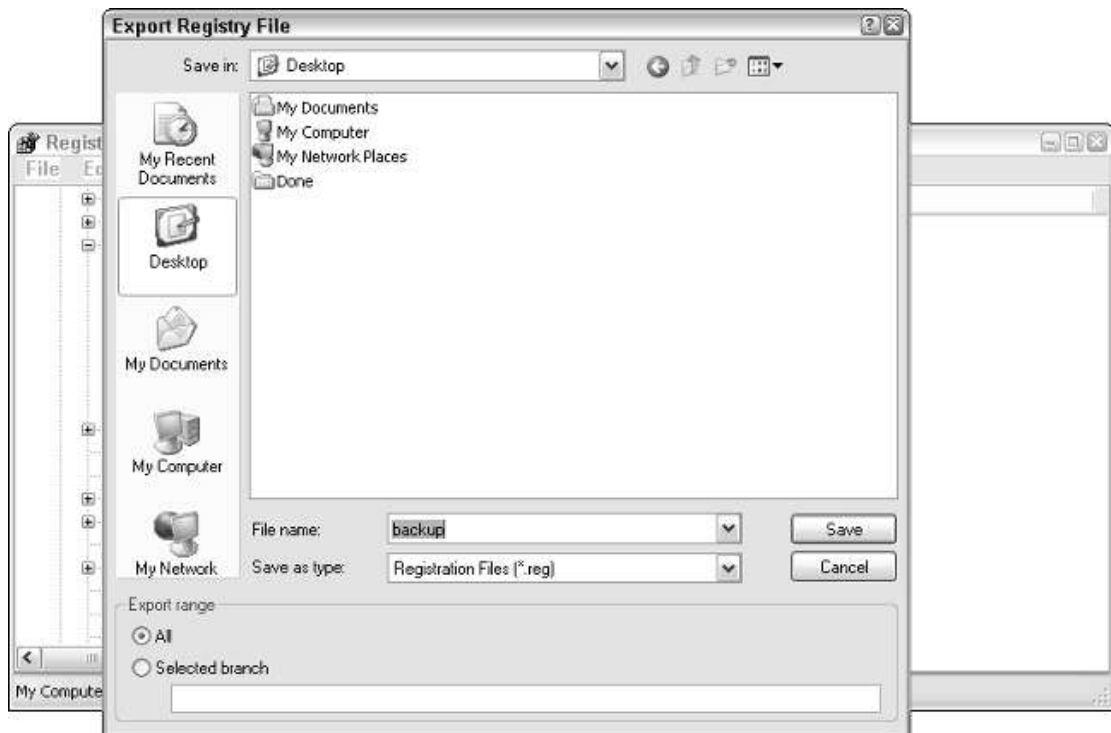 Export Registry File
Save in: Desktop
My Documents
My Computer
My Network Places
Done
My Recent
Documents
Desktop
My Documents
My Computer
My Network
Regist
File Ed
File name: backup Save
Save as type: Registration Files (*.reg) Cancel
Export range
All
Selected branch
My Compute